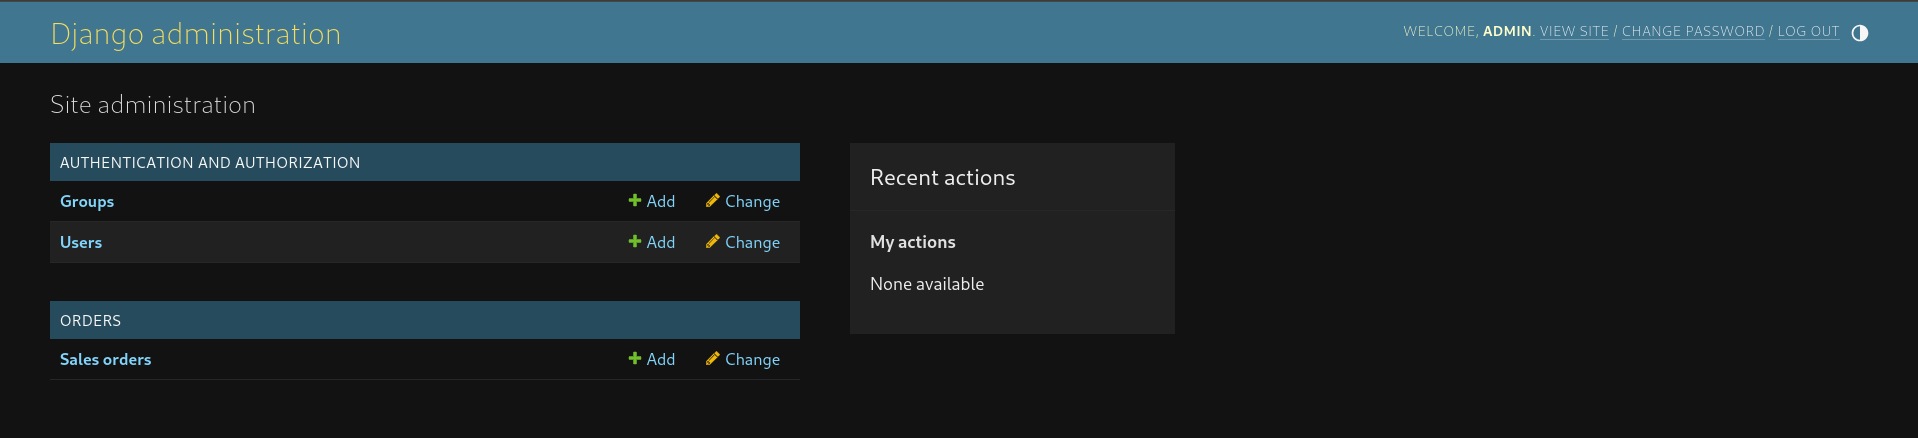 Django administration
WELCOME, ADMIN. VIEW SITE / CHANGE PASSWORD / LOG OUT
Site administration
AUTHENTICATION AND AUTHORIZATION
Groups Add Change
Users Add Change
ORDERS
Sales orders Add Change
Recent actions
My actions
None available